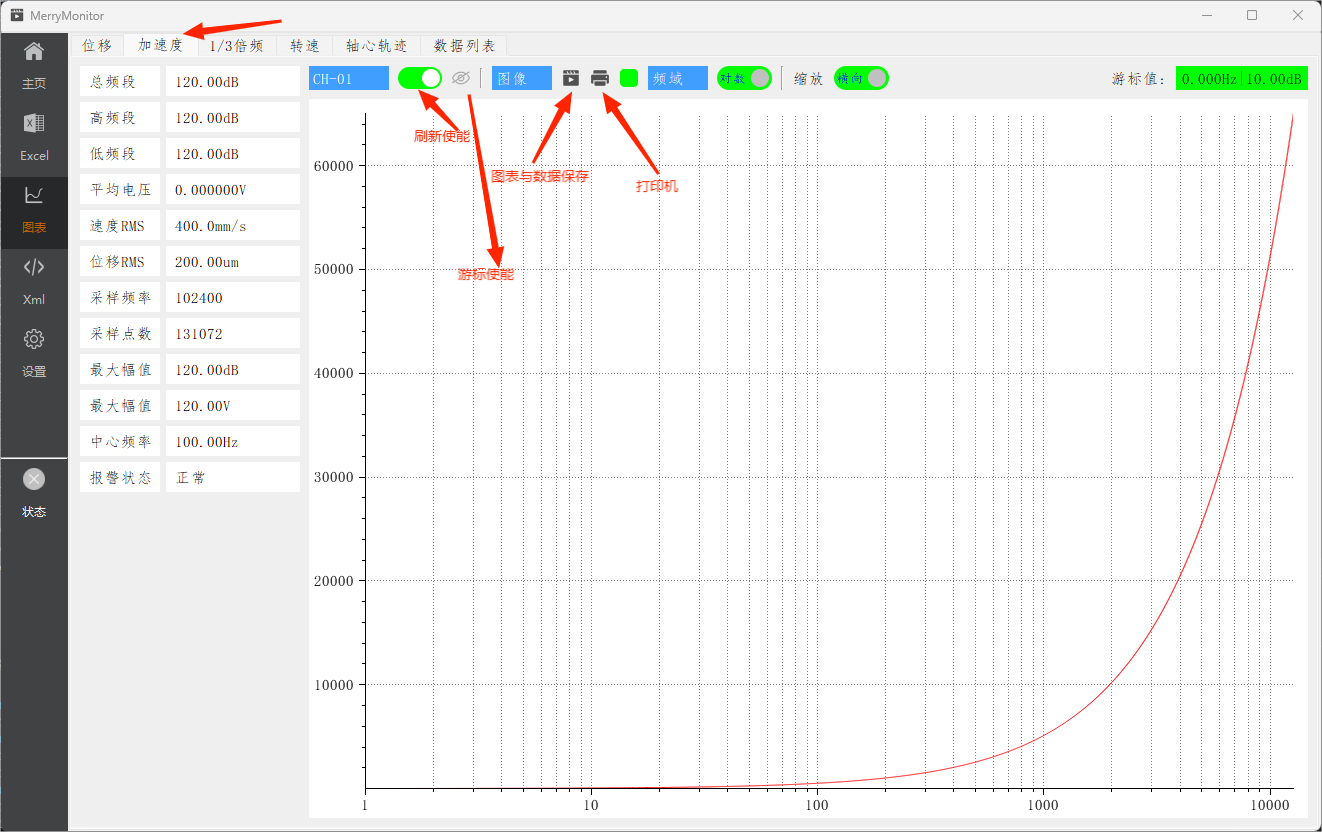 MerryMonitor
主页
Excel
图表
Xml
设置
状态
位移 加速度 1/3倍频 转速 轴心轨迹 数据列表
总频段 120.00dB
高频段 120.00dB
低频段 120.00dB
平均电压 0.000000V
速度RMS 400.0mm/s
位移RMS 200.00um
采样频率 102400
采样点数 131072
最大幅值 120.00dB
最大幅值 120.00V
中心频率 100.00Hz
报警状态 正常
CH-01 图像 频域 对数 缩放 横向 游标值: 0.000Hz 10.00dB
刷新使能
图表与数据保存
打印机
游标使能
60000
50000
40000
30000
20000
10000
1 10 100 1000 10000